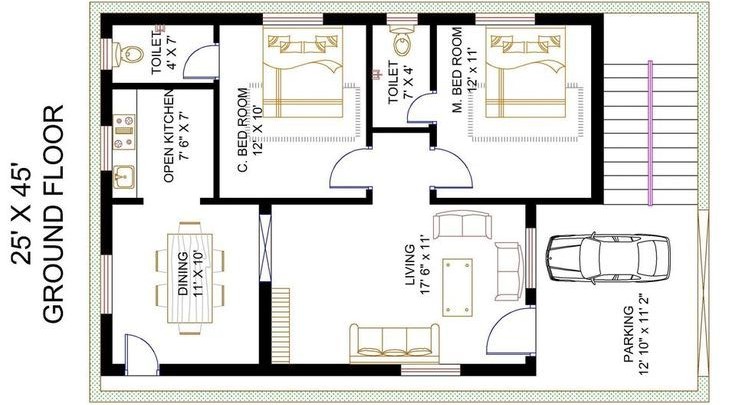 25' X 45'
GROUND FLOOR
TOILET
4' X 7'
OPEN KITCHEN
7' 6" X 7'
C. BED ROOM
12' X 10'
TOILET
7' X 4'
M. BED ROOM
12' x 11'
DINING
11' X 10'
LIVING
17' 6" x 11'
PARKING
12' 10" x 11' 2"